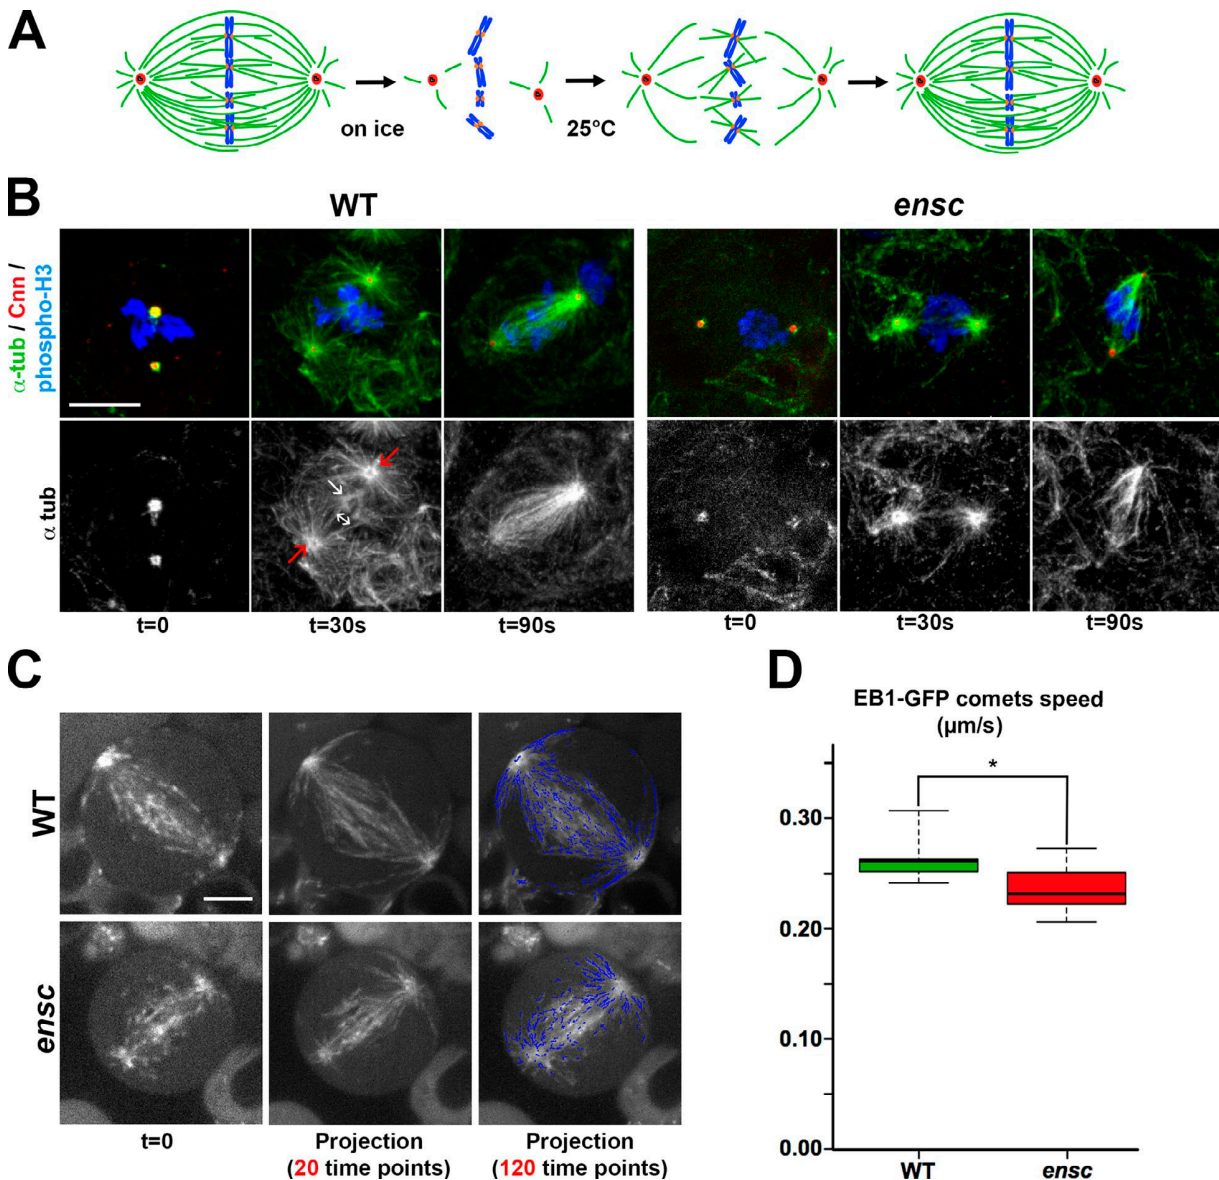 A
on ice
25°C
B
WT
ensc
α-tub / Cnn /
phospho-H3
α tub
t=0
t=30s
t=90s
t=0
t=30s
t=90s
C
WT
ensc
t=0
Projection
(20 time points)
Projection
(120 time points)
D
EB1-GFP comets speed
(µm/s)
*
0.30
0.20
0.10
0.00
WT
ensc